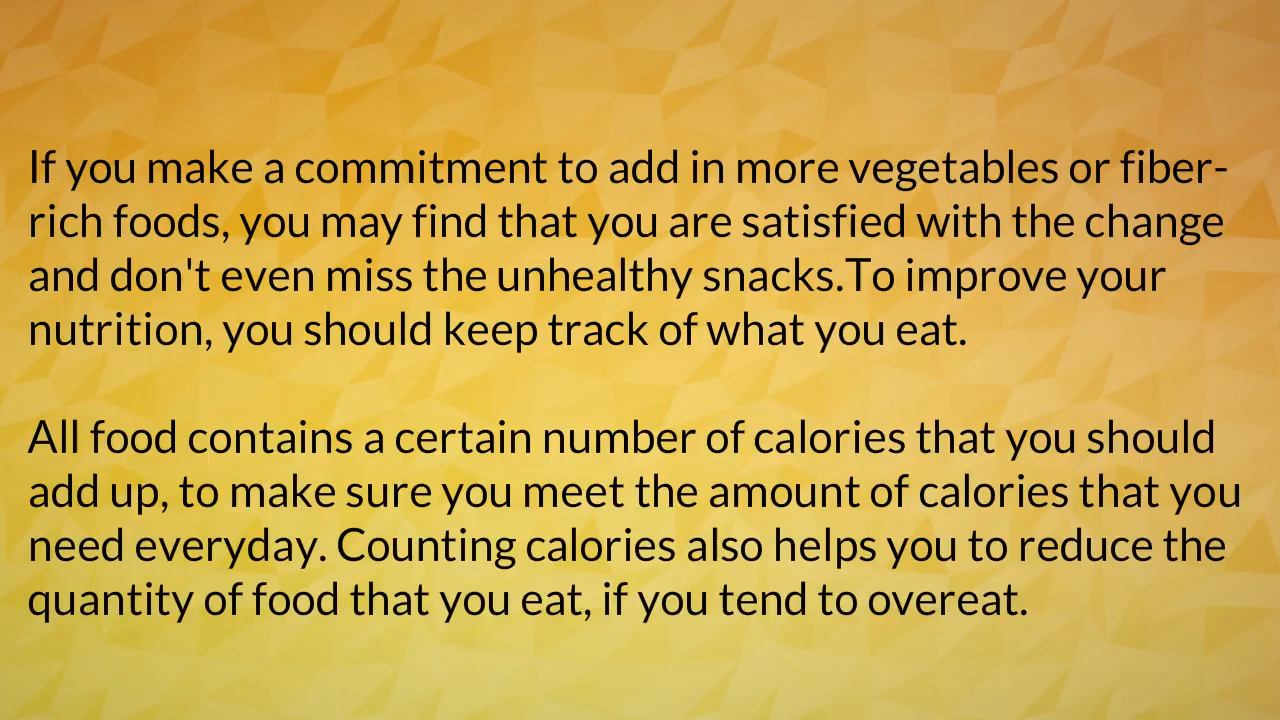 If you make a commitment to add in more vegetables or fiber-
rich foods, you may find that you are satisfied with the change
and don't even miss the unhealthy snacks.To improve your
nutrition, you should keep track of what you eat.
All food contains a certain number of calories that you should
add up, to make sure you meet the amount of calories that you
need everyday. Counting calories also helps you to reduce the
quantity of food that you eat, if you tend to overeat.